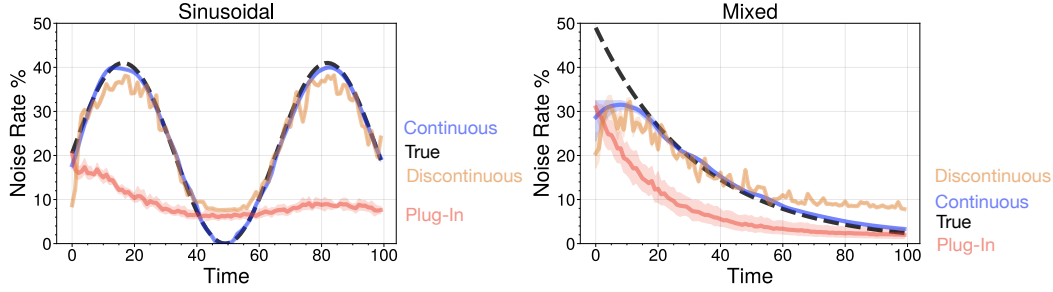 Sinusoidal
Noise Rate %
50
40
30
20
10
0
0 20 40 60 80 100
Time
Continuous
True
Discontinuous
Plug-In
Mixed
Noise Rate %
50
40
30
20
10
0
0 20 40 60 80 100
Time
Discontinuous
Continuous
True
Plug-In